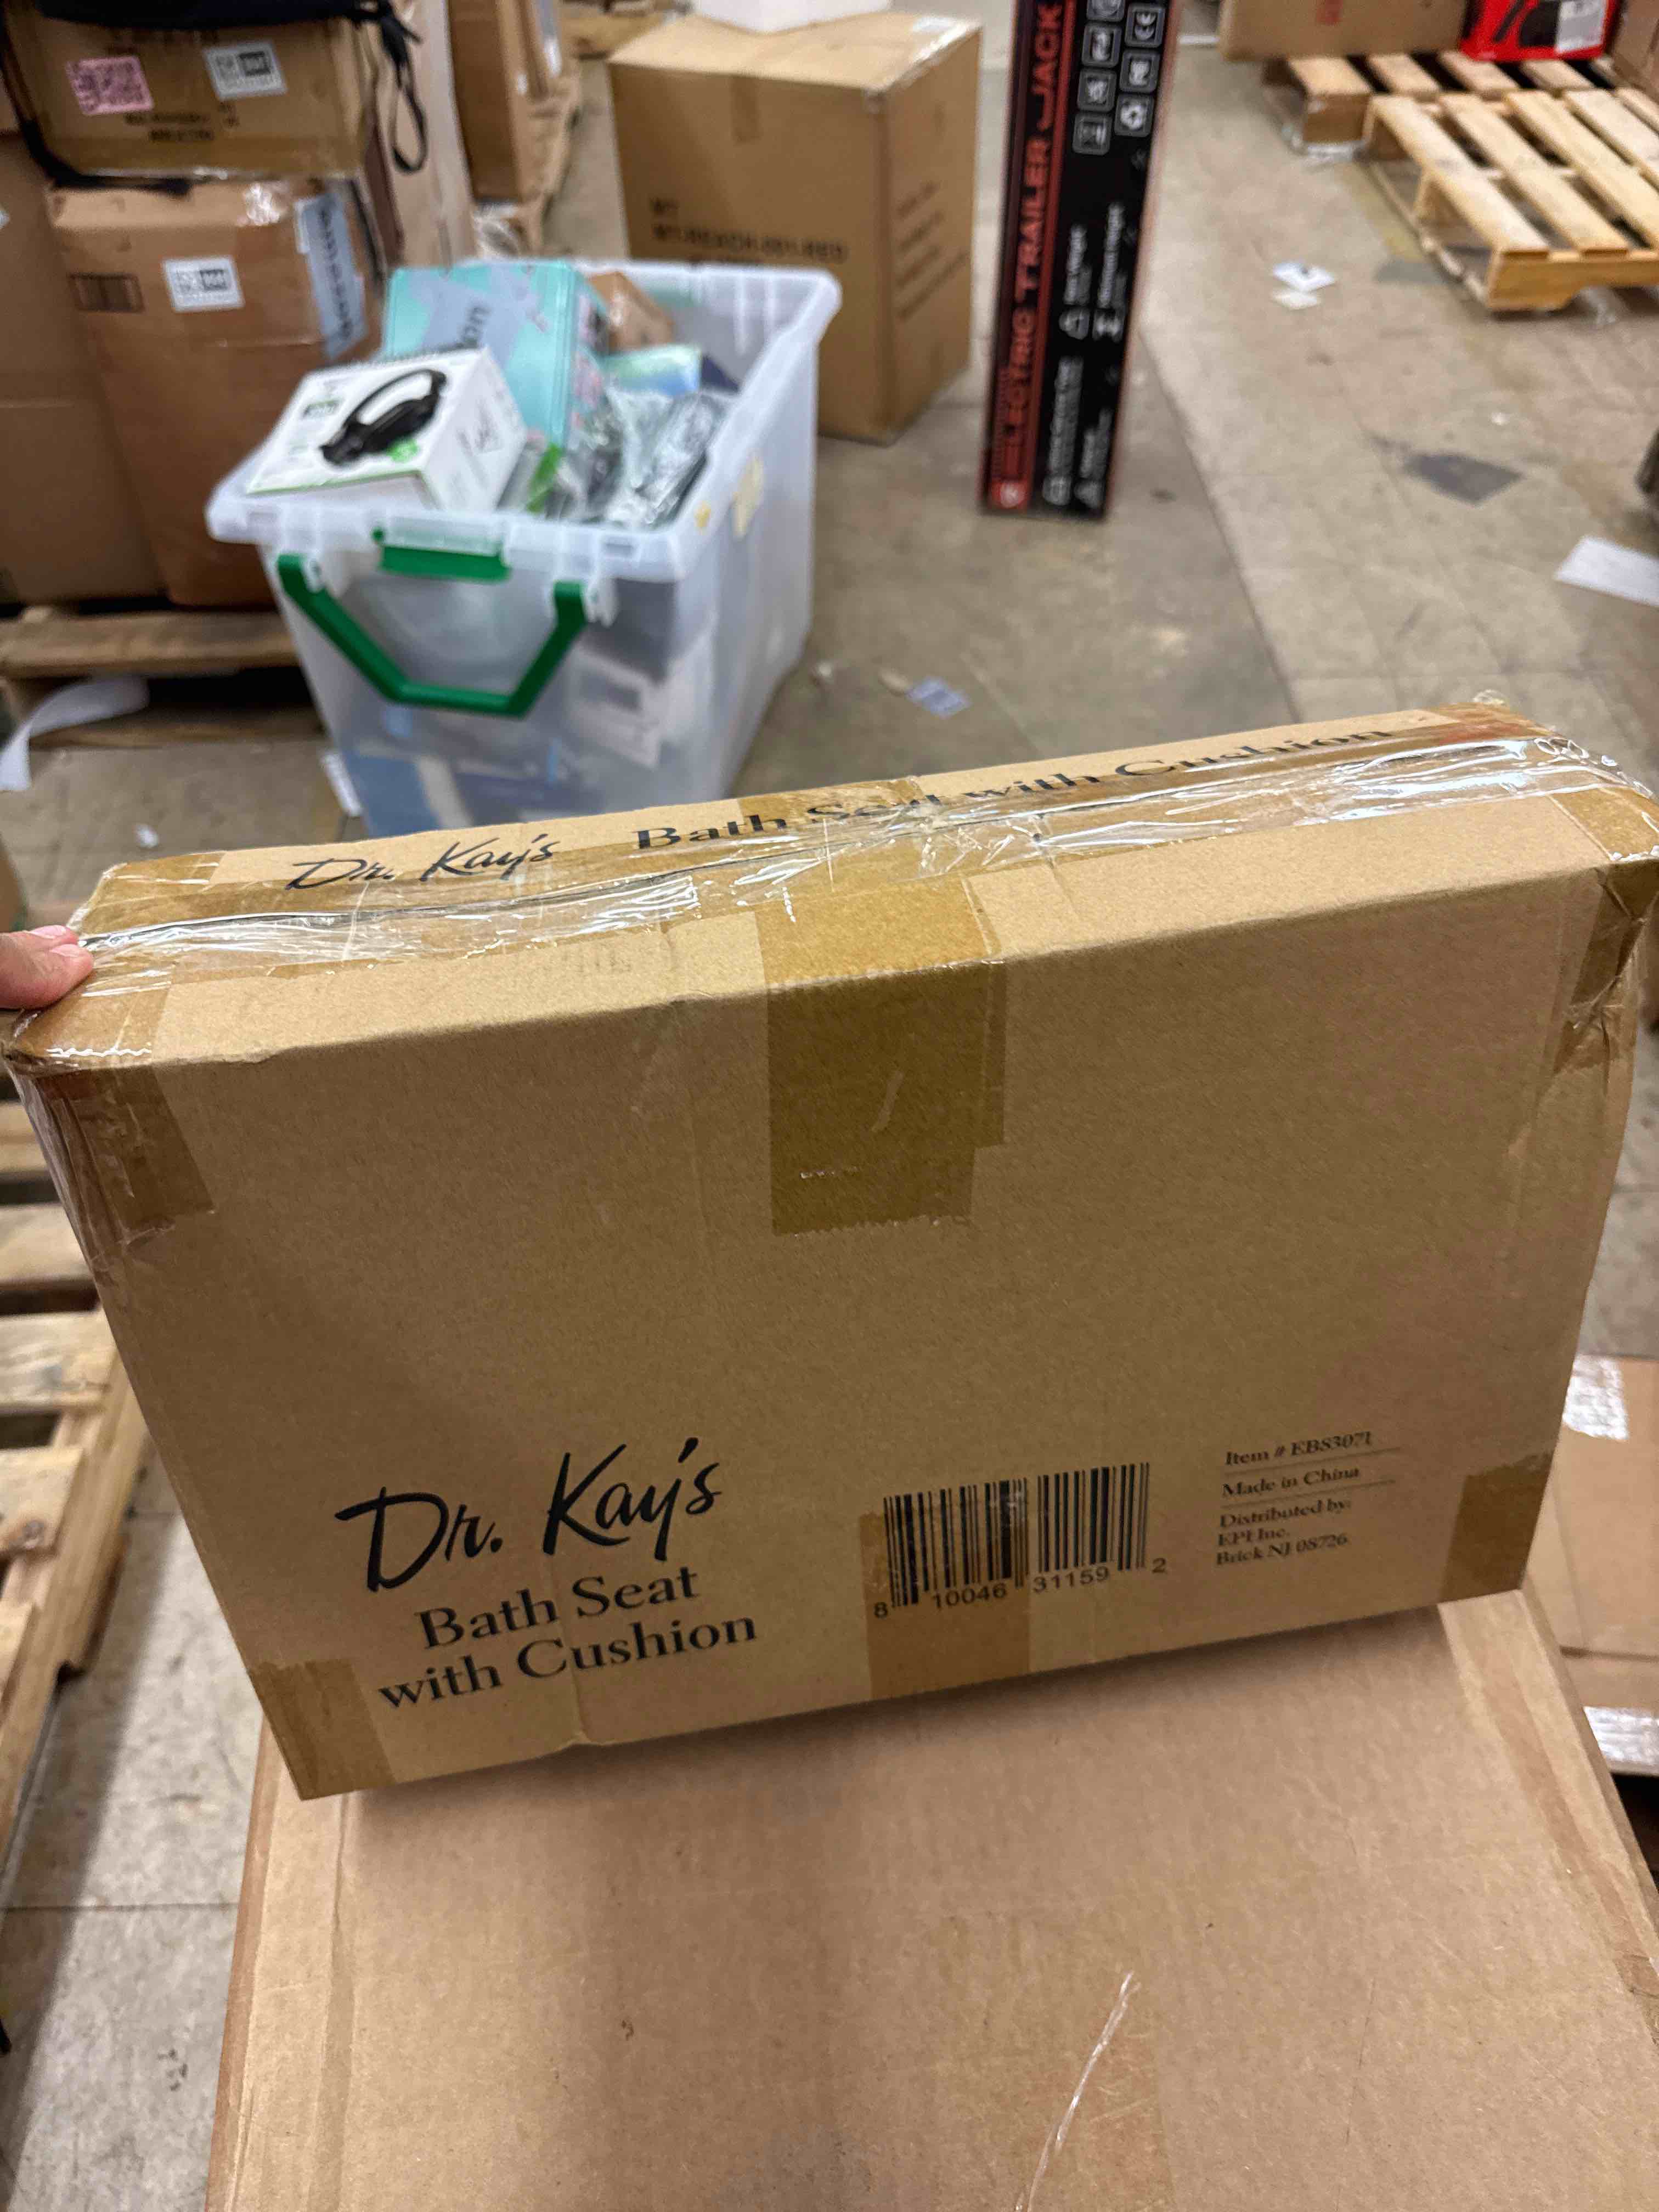 ELECTRIC TRAILER JACK
Dr. Kay's Bath Seat with Cushion
Dr. Kay's
Bath Seat
with Cushion
8 10046 31159 2
Item # EBS3071
Made in China
Distributed by:
EPI Inc.
Brick NJ 08726